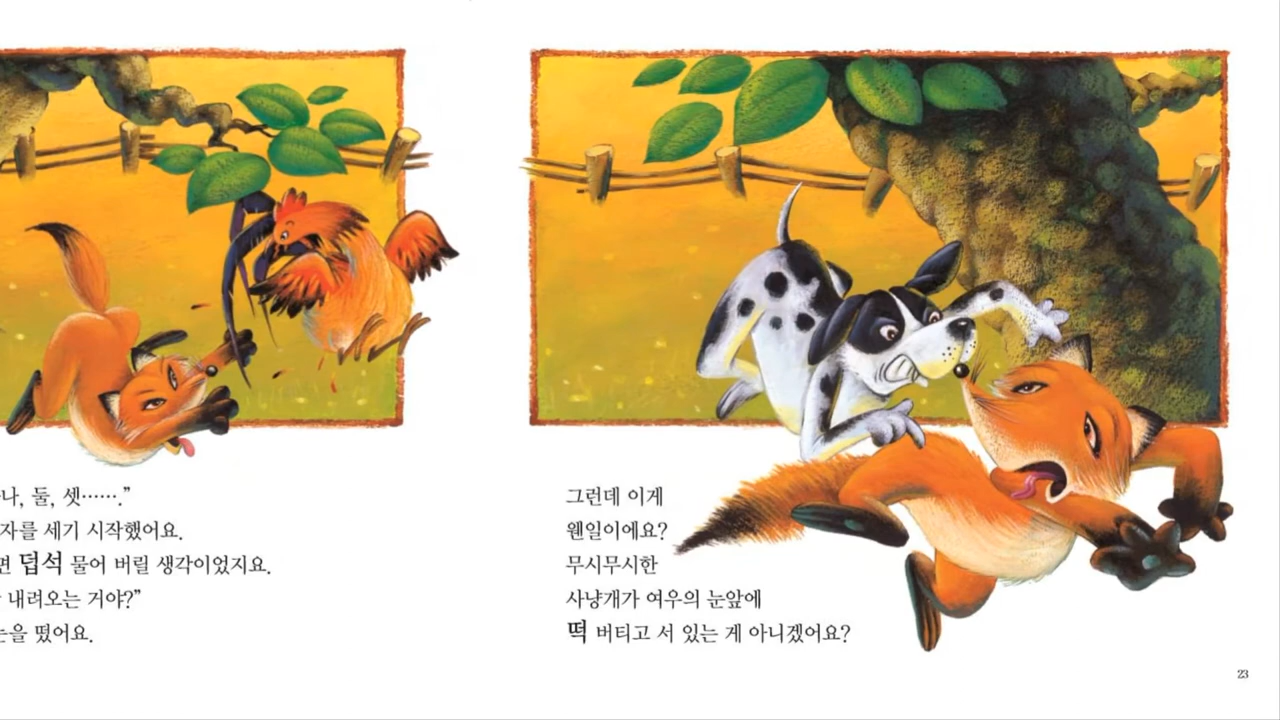 나, 둘, 셋…….”
자를 세기 시작했어요.
면 덥석 물어 버릴 생각이었지요.
내려오는 거야?”
눈을 떴어요.
그런데 이게
웬일이에요?
무시무시한
사냥개가 여우의 눈앞에
떡 버티고 서 있는 게 아니겠어요?
23